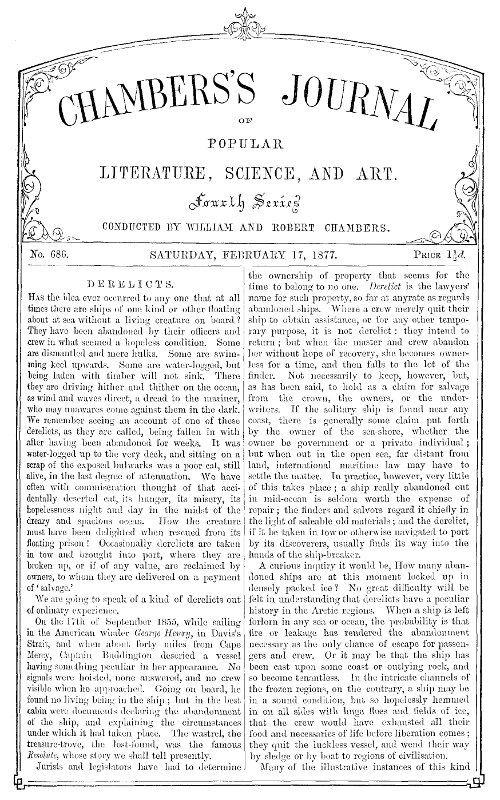 CHAMBERS'S JOURNAL
OF
POPULAR
LITERATURE, SCIENCE, AND ART.
Fourth Series
CONDUCTED BY WILLIAM AND ROBERT CHAMBERS.
No. 686. SATURDAY, FEBRUARY 17, 1877. PRICE 1½d.
DERELICTS.
HAS the idea ever occurred to any one that at all
times there are ships of one kind or other floating
about at sea without a living creature on board?
They have been abandoned by their officers and
crew in what seemed a hopeless condition. Some
are dismantled and mere hulks. Some are swim-
ming keel upwards. Some are water-logged, but
being laden with timber will not sink. There
they are driving hither and thither on the ocean,
as wind and waves direct, a dread to the mariner,
who may unawares come against them in the dark.
We remember seeing an account of one of these
derelicts, as they are called, being fallen in with
after having been abandoned for weeks. It was
water-logged up to the very deck, and sitting on a
scrap of the exposed bulwarks was a poor cat, still
alive, in the last degree of attenuation. We have
often with commiseration thought of that acci-
dentally deserted cat, its hunger, its misery, its
hopelessness night and day in the midst of the
dreary and spacious ocean. How the creature
must have been delighted when rescued from its
floating prison! Occasionally derelicts are taken
in tow and brought into port, where they are
broken up, or if of any value, are reclaimed by
owners, to whom they are delivered on a payment
of 'salvage.'
We are going to speak of a kind of derelicts out
of ordinary experience.
On the 17th of September 1855, while sailing
in the American whaler George Henry, in Davis's
Strait, and when about forty miles from Cape
Mercy, Captain Buddington descried a vessel
having something peculiar in her appearance. No
signals were hoisted, none answered, and no crew
visible when he approached. Going on board, he
found no living being in the ship; but in the best
cabin were documents declaring the abandonment
of the ship, and explaining the circumstances
under which it had taken place. The wastrel, the
treasure-trove, the lost-found, was the famous
Resolute, whose story we shall tell presently.
Jurists and legislators have had to determine
the ownership of property that seems for the
time to belong to no one. Derelict is the lawyers'
name for such property, so far at anyrate as regards
abandoned ships. Where a crew merely quit their
ship to obtain assistance, or for any other tempo-
rary purpose, it is not derelict; they intend to
return; but when the master and crew abandon
her without hope of recovery, she becomes owner-
less for a time, and then falls to the lot of the
finder. Not necessarily to keep, however, but,
as has been said, to hold as a claim for salvage
from the crown, the owners, or the under-
writers. If the solitary ship is found near any
coast, there is generally some claim put forth
by the owner of the sea-shore, whether the
owner be government or a private individual;
but when out in the open sea, far distant from
land, international maritime law may have to
settle the matter. In practice, however, very little
of this takes place; a ship really abandoned out
in mid-ocean is seldom worth the expense of
repair; the finders and salvors regard it chiefly in
the light of saleable old materials; and the derelict,
if it be taken in tow or otherwise navigated to port
by its discoverers, usually finds its way into the
hands of the ship-breaker.
A curious inquiry it would be, How many aban-
doned ships are at this moment locked up in
densely packed ice? No great difficulty will be
felt in understanding that derelicts have a peculiar
history in the Arctic regions. When a ship is left
forlorn in any sea or ocean, the probability is that
fire or leakage has rendered the abandonment
necessary as the only chance of escape for passen-
gers and crew. Or it may be that the ship has
been cast upon some coast or outlying rock, and
so become tenantless. In the intricate channels of
the frozen regions, on the contrary, a ship may be
in a sound condition, but so hopelessly hemmed
in on all sides with huge floes and fields of ice,
that the crew would have exhausted all their
food and necessaries of life before liberation comes;
they quit the luckless vessel, and wend their way
by sledge or by boat to regions of civilisation.
Many of the illustrative instances of this kind